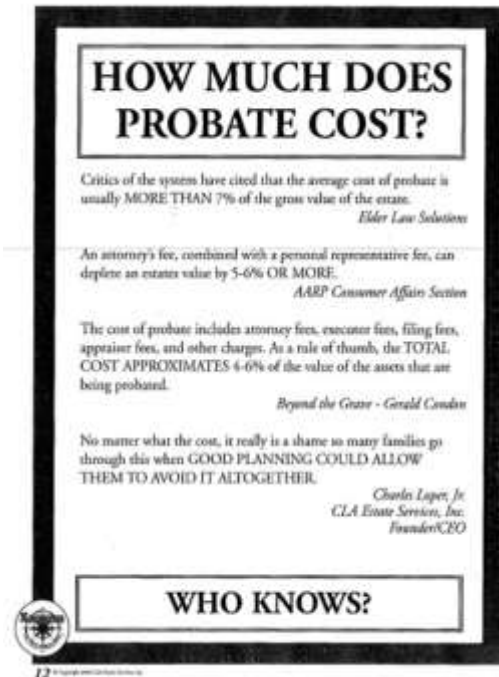 HOW MUCH DOES
PROBATE COST?
Critics of the system have cited that the average cost of probate is
usually MORE THAN 7% of the gross value of the estate.
Elder Law Solutions
An attorney's fee, combined with a personal representative fee, can
deplete an estates value by 5-6% OR MORE.
AARP Consumer Affairs Section
The cost of probate includes attorney fees, executor fees, filing fees,
appraiser fees, and other charges. As a rule of thumb, the TOTAL
COST APPROXIMATES 4-6% of the value of the assets that are
being probated.
Beyond the Grave - Gerald Condon
No matter what the cost, it really is a shame so many families go
through this when GOOD PLANNING COULD ALLOW
THEM TO AVOID IT ALTOGETHER.
Charles Loper, Jr.
CLA Estate Services, Inc.
Founder/CEO
WHO KNOWS?
12